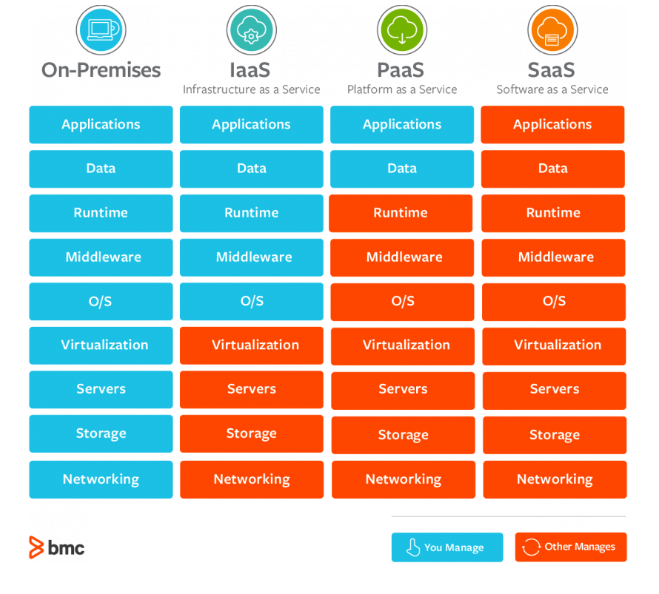 On-Premises IaaS PaaS SaaS
Infrastructure as a Service Platform as a Service Software as a Service
Applications Applications Applications Applications
Data Data Data Data
Runtime Runtime Runtime Runtime
Middleware Middleware Middleware Middleware
O/S O/S O/S O/S
Virtualization Virtualization Virtualization Virtualization
Servers Servers Servers Servers
Storage Storage Storage Storage
Networking Networking Networking Networking
bmc You Manage Other Manages